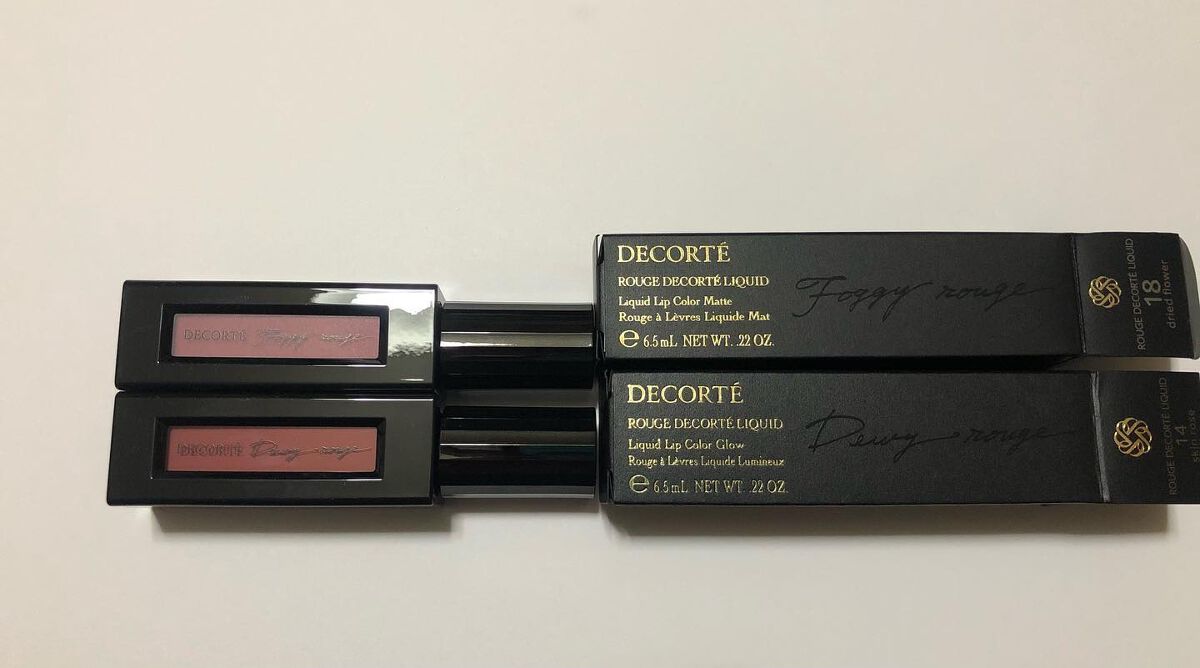 DECORTÉ Foggy rouge
DECORTÉ Dewy rouge
DECORTÉ
ROUGE DECORTÉ LIQUID
Liquid Lip Color Matte
Rouge à Lèvres Liquide Mat
℮ 6.5mL NET WT. .22 OZ.
Foggy rouge
ROUGE DECORTÉ LIQUID
18
dried flower
DECORTÉ
ROUGE DECORTÉ LIQUID
Liquid Lip Color Glow
Rouge à Lèvres Liquide Lumineux
℮ 6.5mL NET WT. .22 OZ.
Dewy rouge
ROUGE DECORTÉ LIQUID
14